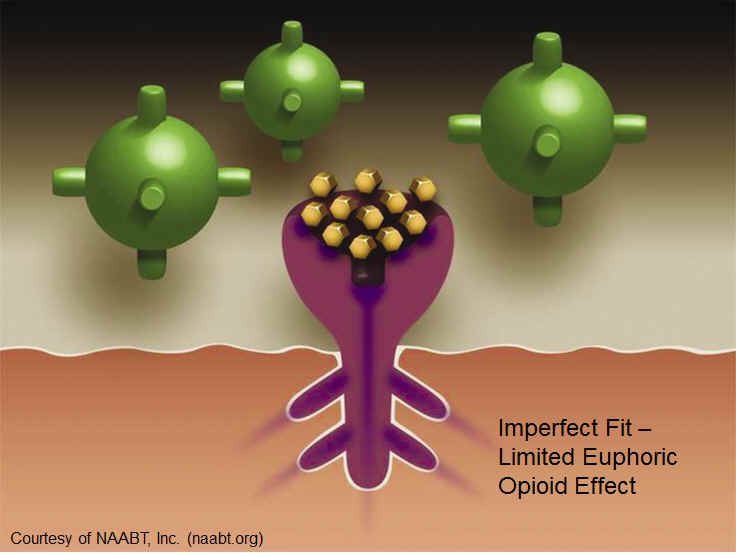 Imperfect Fit –
Limited Euphoric
Opioid Effect
Courtesy of NAABT, Inc. (naabt.org)